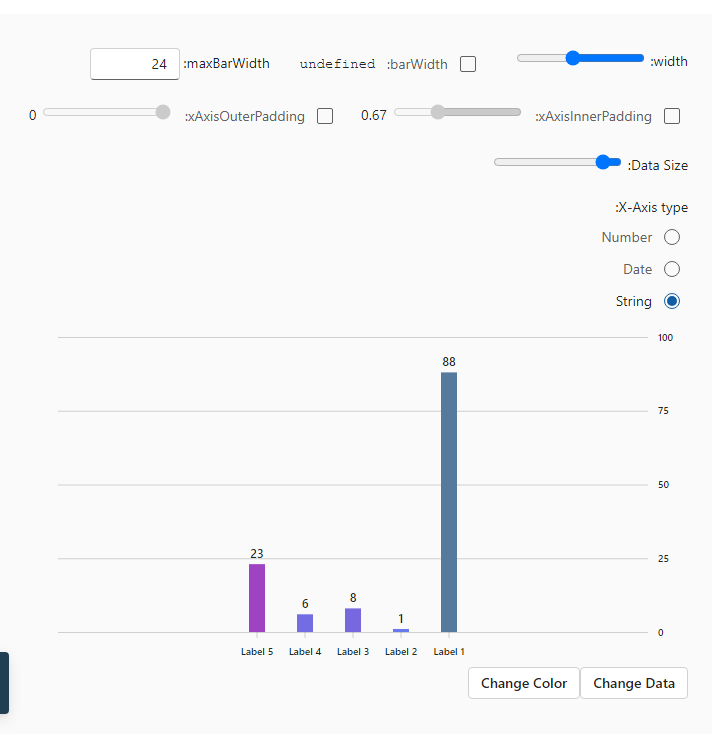 width:
barWidth: undefined
maxBarWidth: 24
xAxisInnerPadding: 0.67
xAxisOuterPadding: 0
Data Size:
X-Axis type:
Number
Date
String
100
75
50
25
0
88
1
8
6
23
Label 1
Label 2
Label 3
Label 4
Label 5
Change Data
Change Color